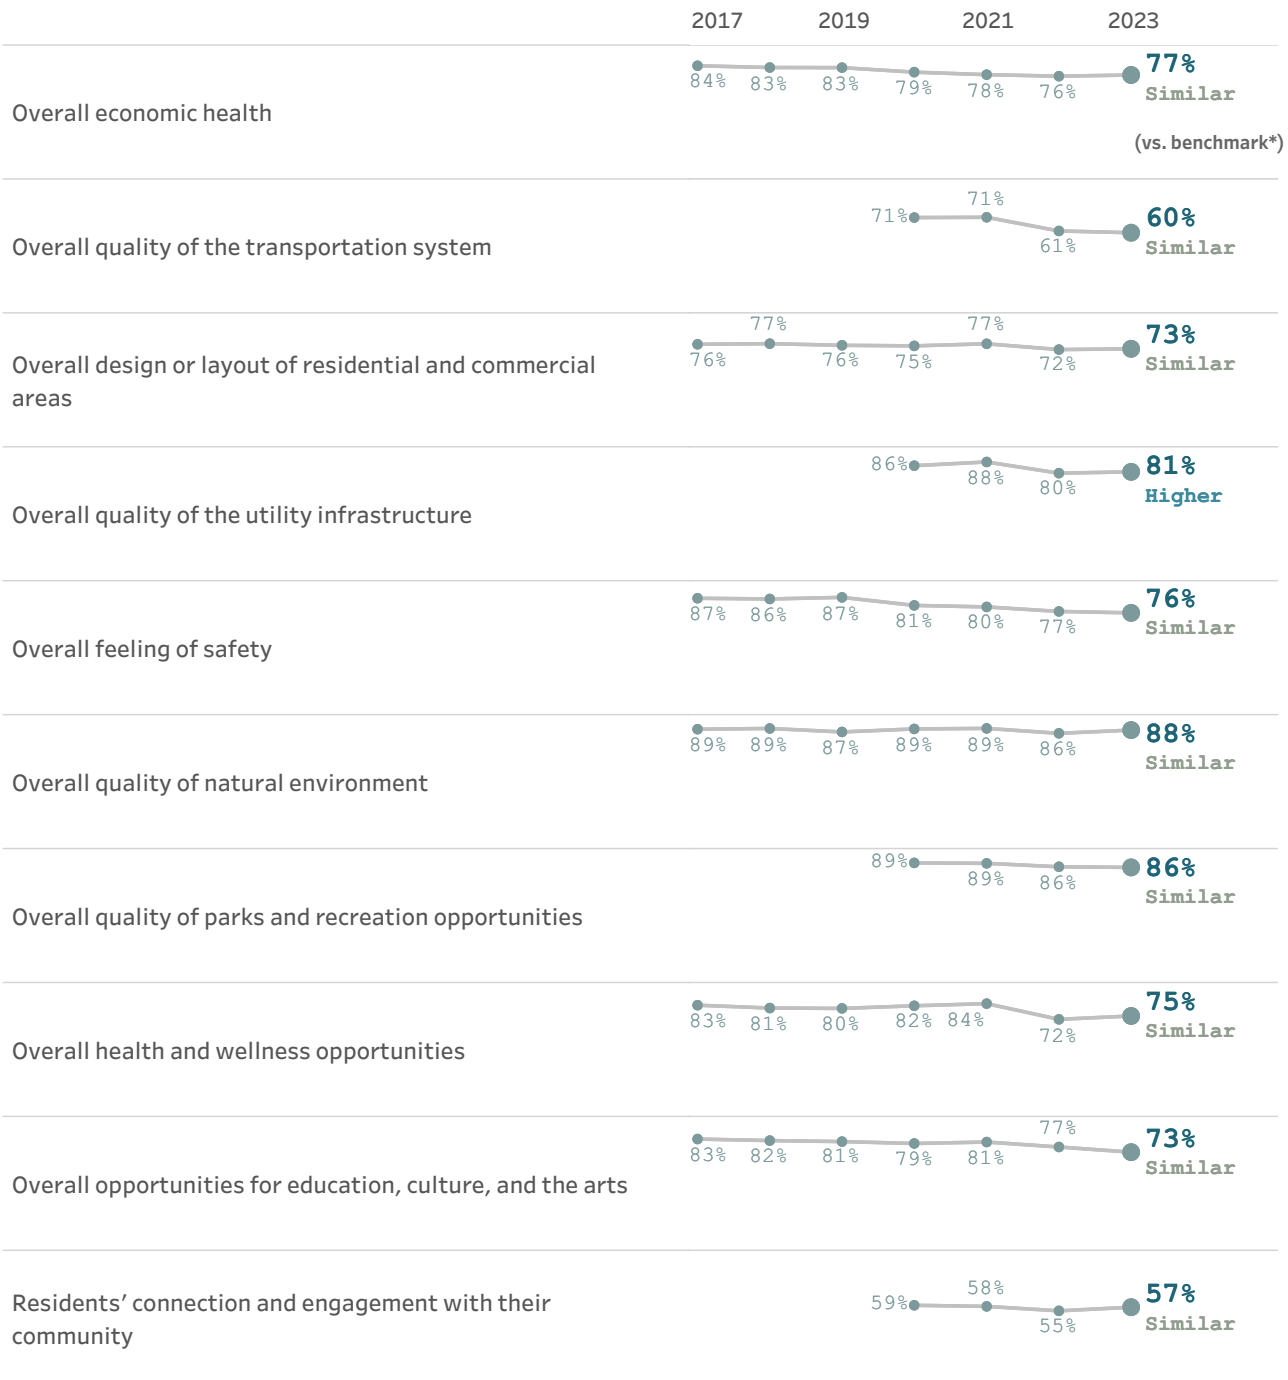 2017 2019 2021 2023
Overall economic health
84% 83% 83% 79% 78% 76% 77%
Similar
(vs. benchmark*)
Overall quality of the transportation system
71% 71% 61% 60%
Similar
Overall design or layout of residential and commercial
areas
76% 77% 76% 75% 77% 72% 73%
Similar
Overall quality of the utility infrastructure
86% 88% 80% 81%
Higher
Overall feeling of safety
87% 86% 87% 81% 80% 77% 76%
Similar
Overall quality of natural environment
89% 89% 87% 89% 89% 86% 88%
Similar
Overall quality of parks and recreation opportunities
89% 89% 86% 86%
Similar
Overall health and wellness opportunities
83% 81% 80% 82% 84% 72% 75%
Similar
Overall opportunities for education, culture, and the arts
83% 82% 81% 79% 81% 77% 73%
Similar
Residents' connection and engagement with their
community
59% 58% 55% 57%
Similar